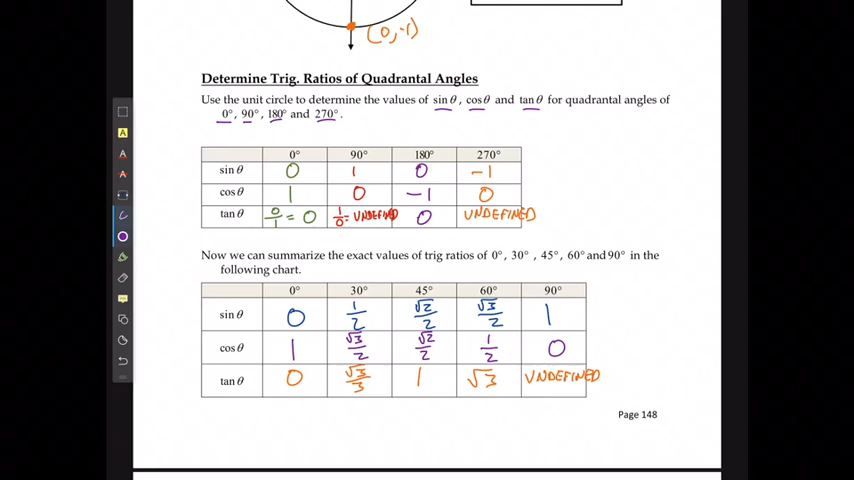 (0,-1)
Determine Trig. Ratios of Quadrantal Angles
Use the unit circle to determine the values of sin θ , cos θ and tan θ for quadrantal angles of
0°, 90°, 180° and 270° .
0° 90° 180° 270°
sin θ 0 1 0 -1
cos θ 1 0 -1 0
tan θ 0/1 = 0 1/0 = UNDEFINED 0 UNDEFINED
Now we can summarize the exact values of trig ratios of 0°, 30° , 45°, 60° and 90° in the
following chart.
0° 30° 45° 60° 90°
sin θ 0 1/2 √2/2 √3/2 1
cos θ 1 √3/2 √2/2 1/2 0
tan θ 0 √3/3 1 √3 UNDEFINED
Page 148
A
A
A